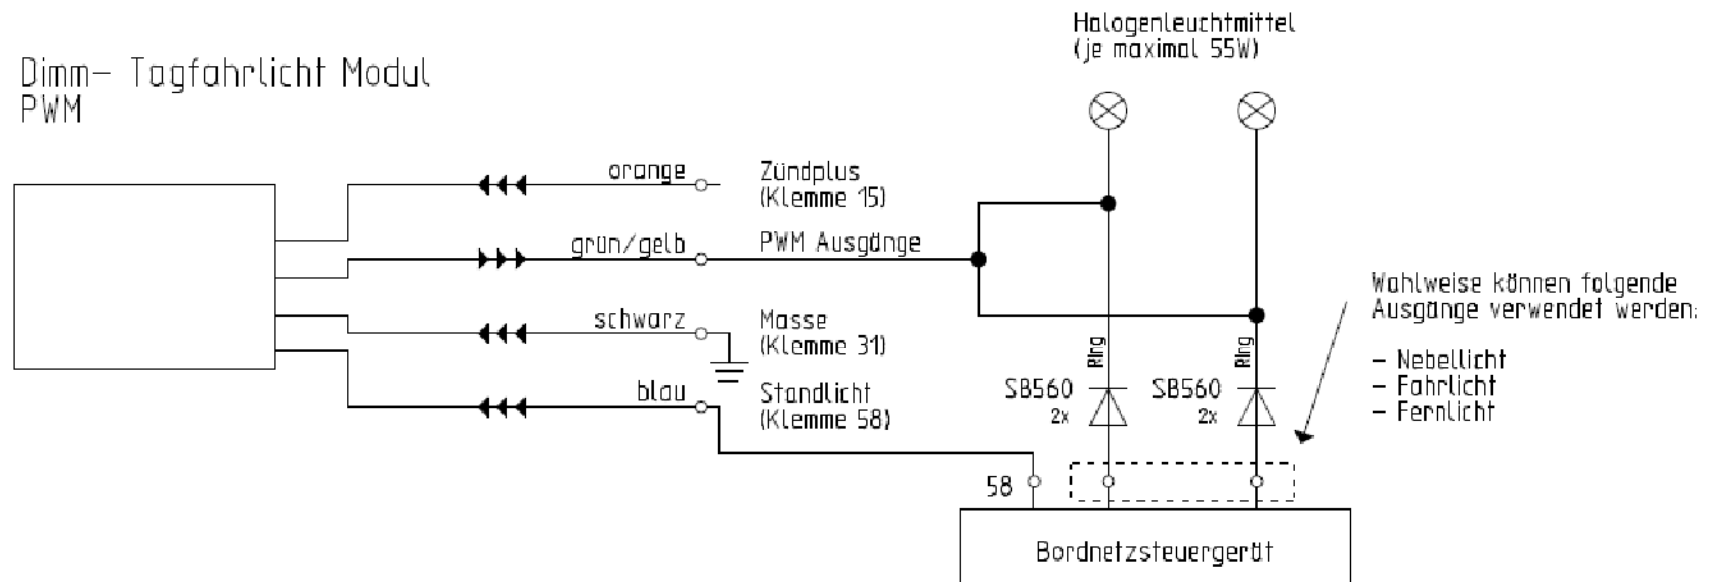 Halogenleuchtmittel
(je maximal 55W)
Dimm- Tagfahrlicht Modul
PWM
orange
Zündplus
(Klemme 15)
grün/gelb
PWM Ausgänge
schwarz
Masse
(Klemme 31)
blau
Standlicht
(Klemme 58)
Wahlweise können folgende
Ausgänge verwendet werden:
- Nebellicht
- Fahrlicht
- Fernlicht
Ring
Ring
SB560
2x
SB560
2x
58
Bordnetzsteuergerät